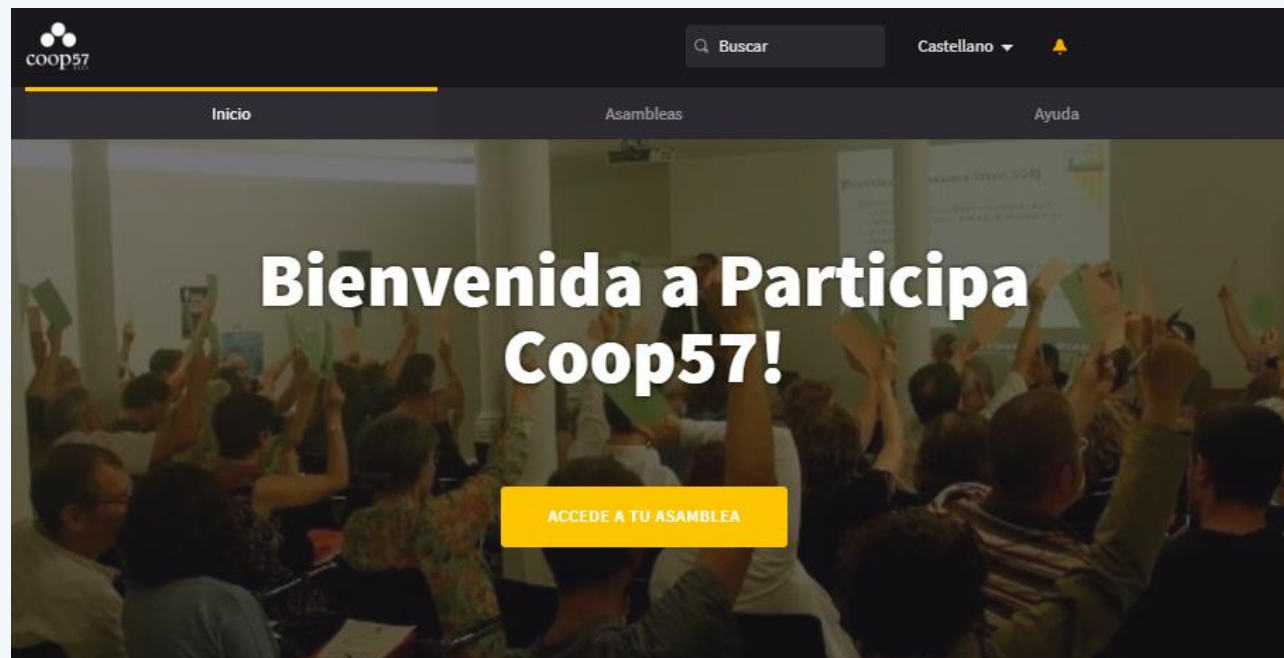 coop57
Buscar
Castellano
Inicio
Asambleas
Ayuda
Bienvenida a Participa
Coop57!
ACCEDE A TU ASAMBLEA